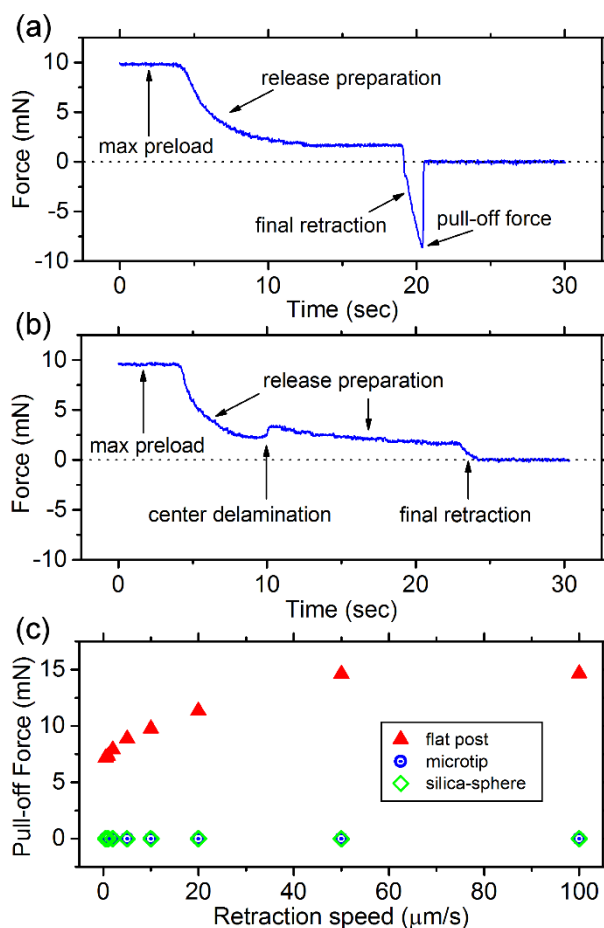 (a)
10
5
0
-5
-10
Force (mN)
release preparation
max preload
final retraction
pull-off force
0 10 20 30
Time (sec)
(b)
10
5
0
-5
-10
Force (mN)
release preparation
max preload
center delamination
final retraction
0 10 20 30
Time (sec)
(c)
15
10
5
0
Pull-off Force (mN)
flat post
microtip
silica-sphere
0 20 40 60 80 100
Retraction speed (μm/s)